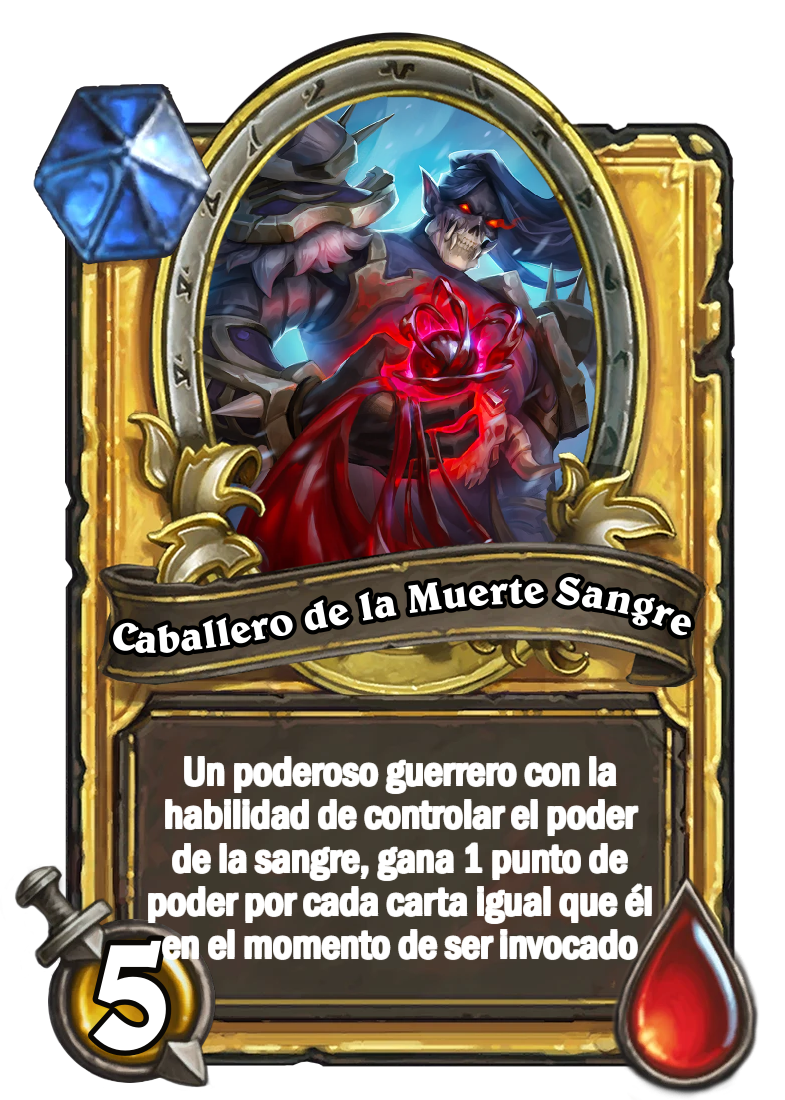 Caballero de la Muerte Sangre
Un poderoso guerrero con la
habilidad de controlar el poder
de la sangre, gana 1 punto de
poder por cada carta igual que él
en el momento de ser invocado
5